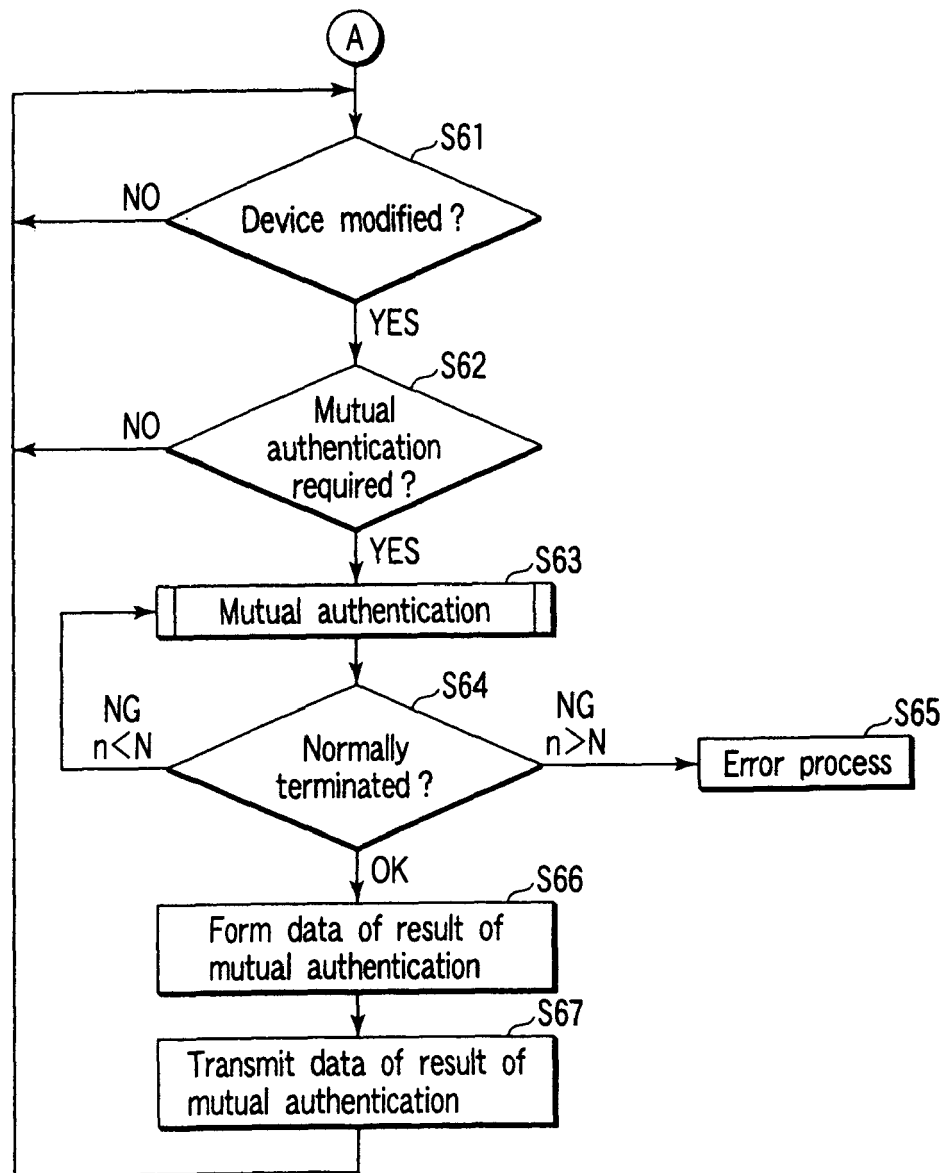 A
S61
NO
Device modified ?
YES
S62
NO
Mutual
authentication
required ?
YES
S63
Mutual authentication
S64
NG
n<N
Normally
terminated ?
NG
n>N
S65
Error process
OK
S66
Form data of result of
mutual authentication
S67
Transmit data of result of
mutual authentication